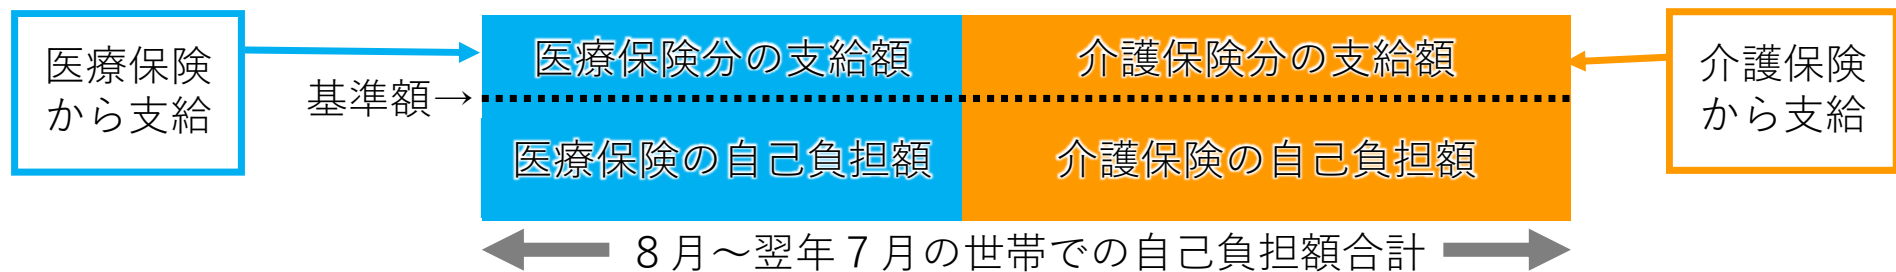 医療保険
から支給
基準額→
医療保険分の支給額
介護保険分の支給額
医療保険の自己負担額
介護保険の自己負担額
介護保険
から支給
8月~翌年7月の世帯での自己負担額合計